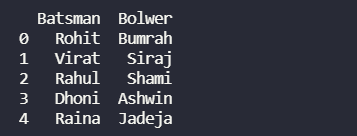 Batsman Bolwer
0 Rohit Bumrah
1 Virat Siraj
2 Rahul Shami
3 Dhoni Ashwin
4 Raina Jadeja